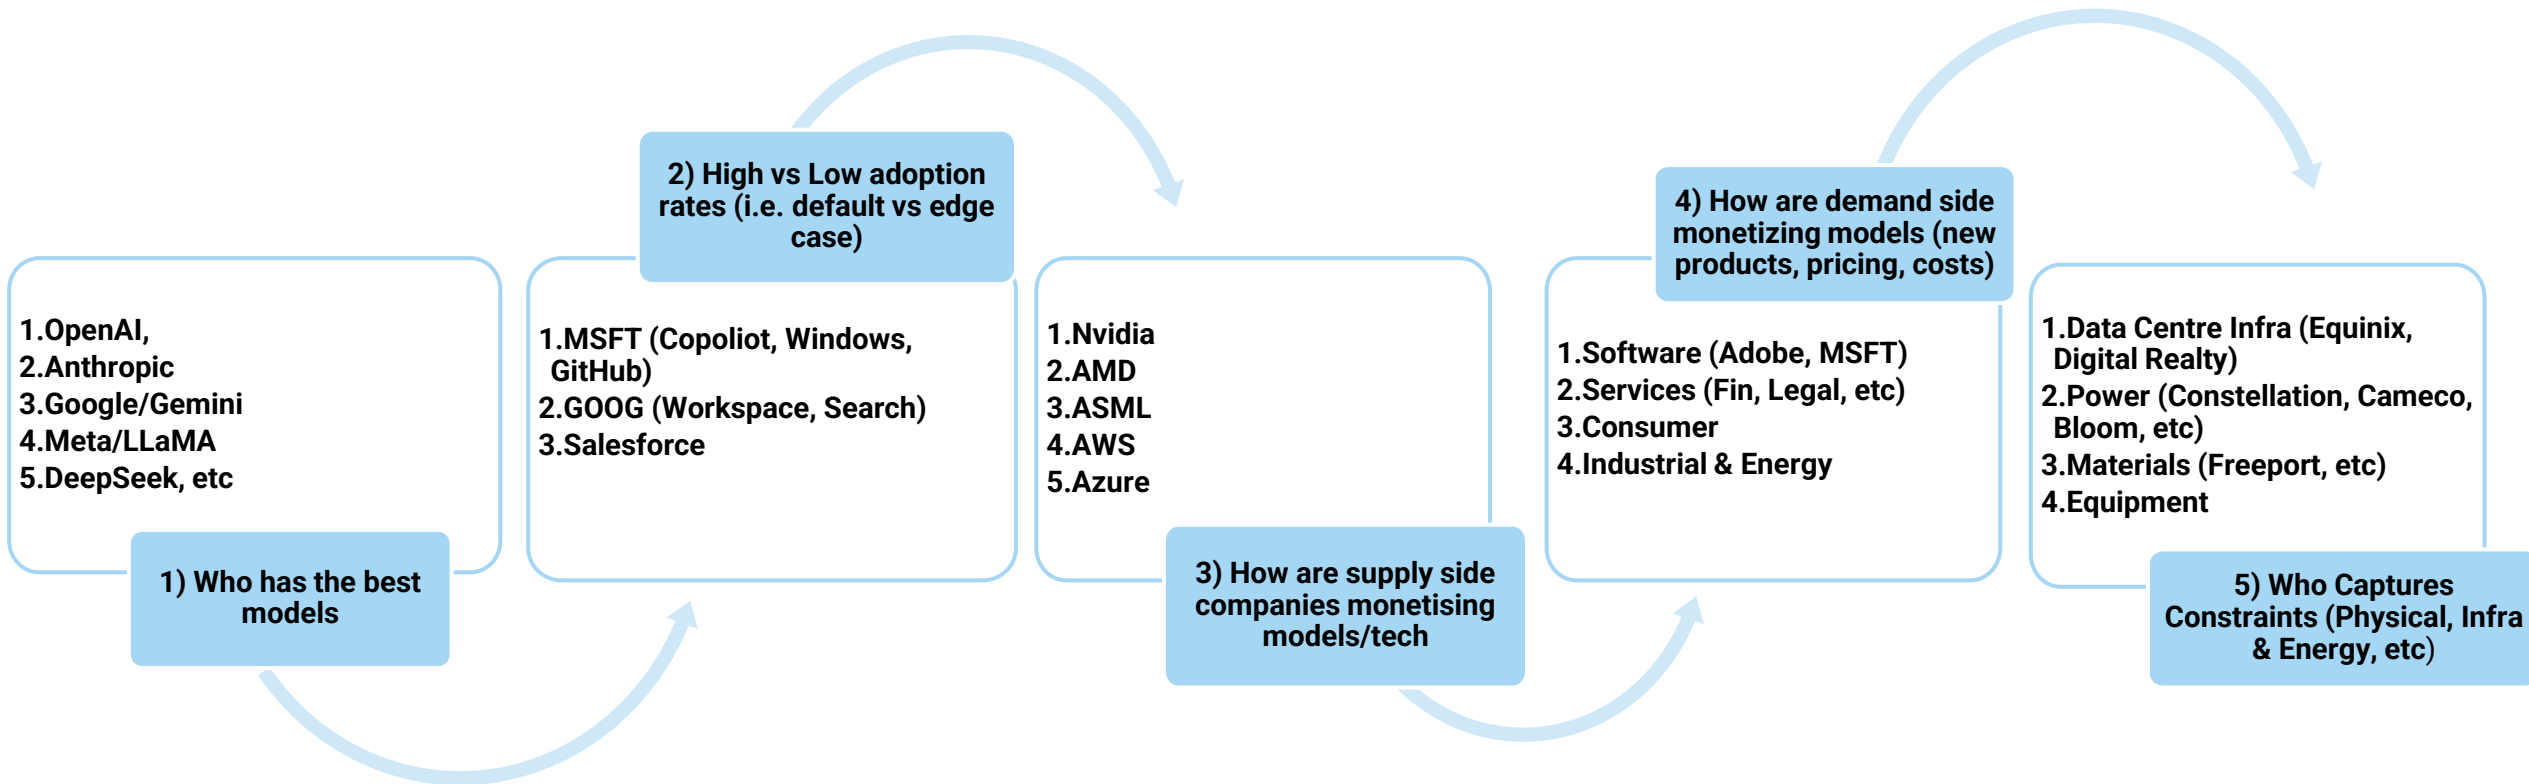 1.OpenAI,
2.Anthropic
3.Google/Gemini
4.Meta/LLaMA
5.DeepSeek, etc
1) Who has the best
models
2) High vs Low adoption
rates (i.e. default vs edge
case)
1.MSFT (Copoliot, Windows,
GitHub)
2.GOOG (Workspace, Search)
3.Salesforce
1.Nvidia
2.AMD
3.ASML
4.AWS
5.Azure
3) How are supply side
companies monetising
models/tech
4) How are demand side
monetizing models (new
products, pricing, costs)
1.Software (Adobe, MSFT)
2.Services (Fin, Legal, etc)
3.Consumer
4.Industrial & Energy
1.Data Centre Infra (Equinix,
Digital Realty)
2.Power (Constellation, Cameco,
Bloom, etc)
3.Materials (Freeport, etc)
4.Equipment
5) Who Captures
Constraints (Physical, Infra
& Energy, etc)